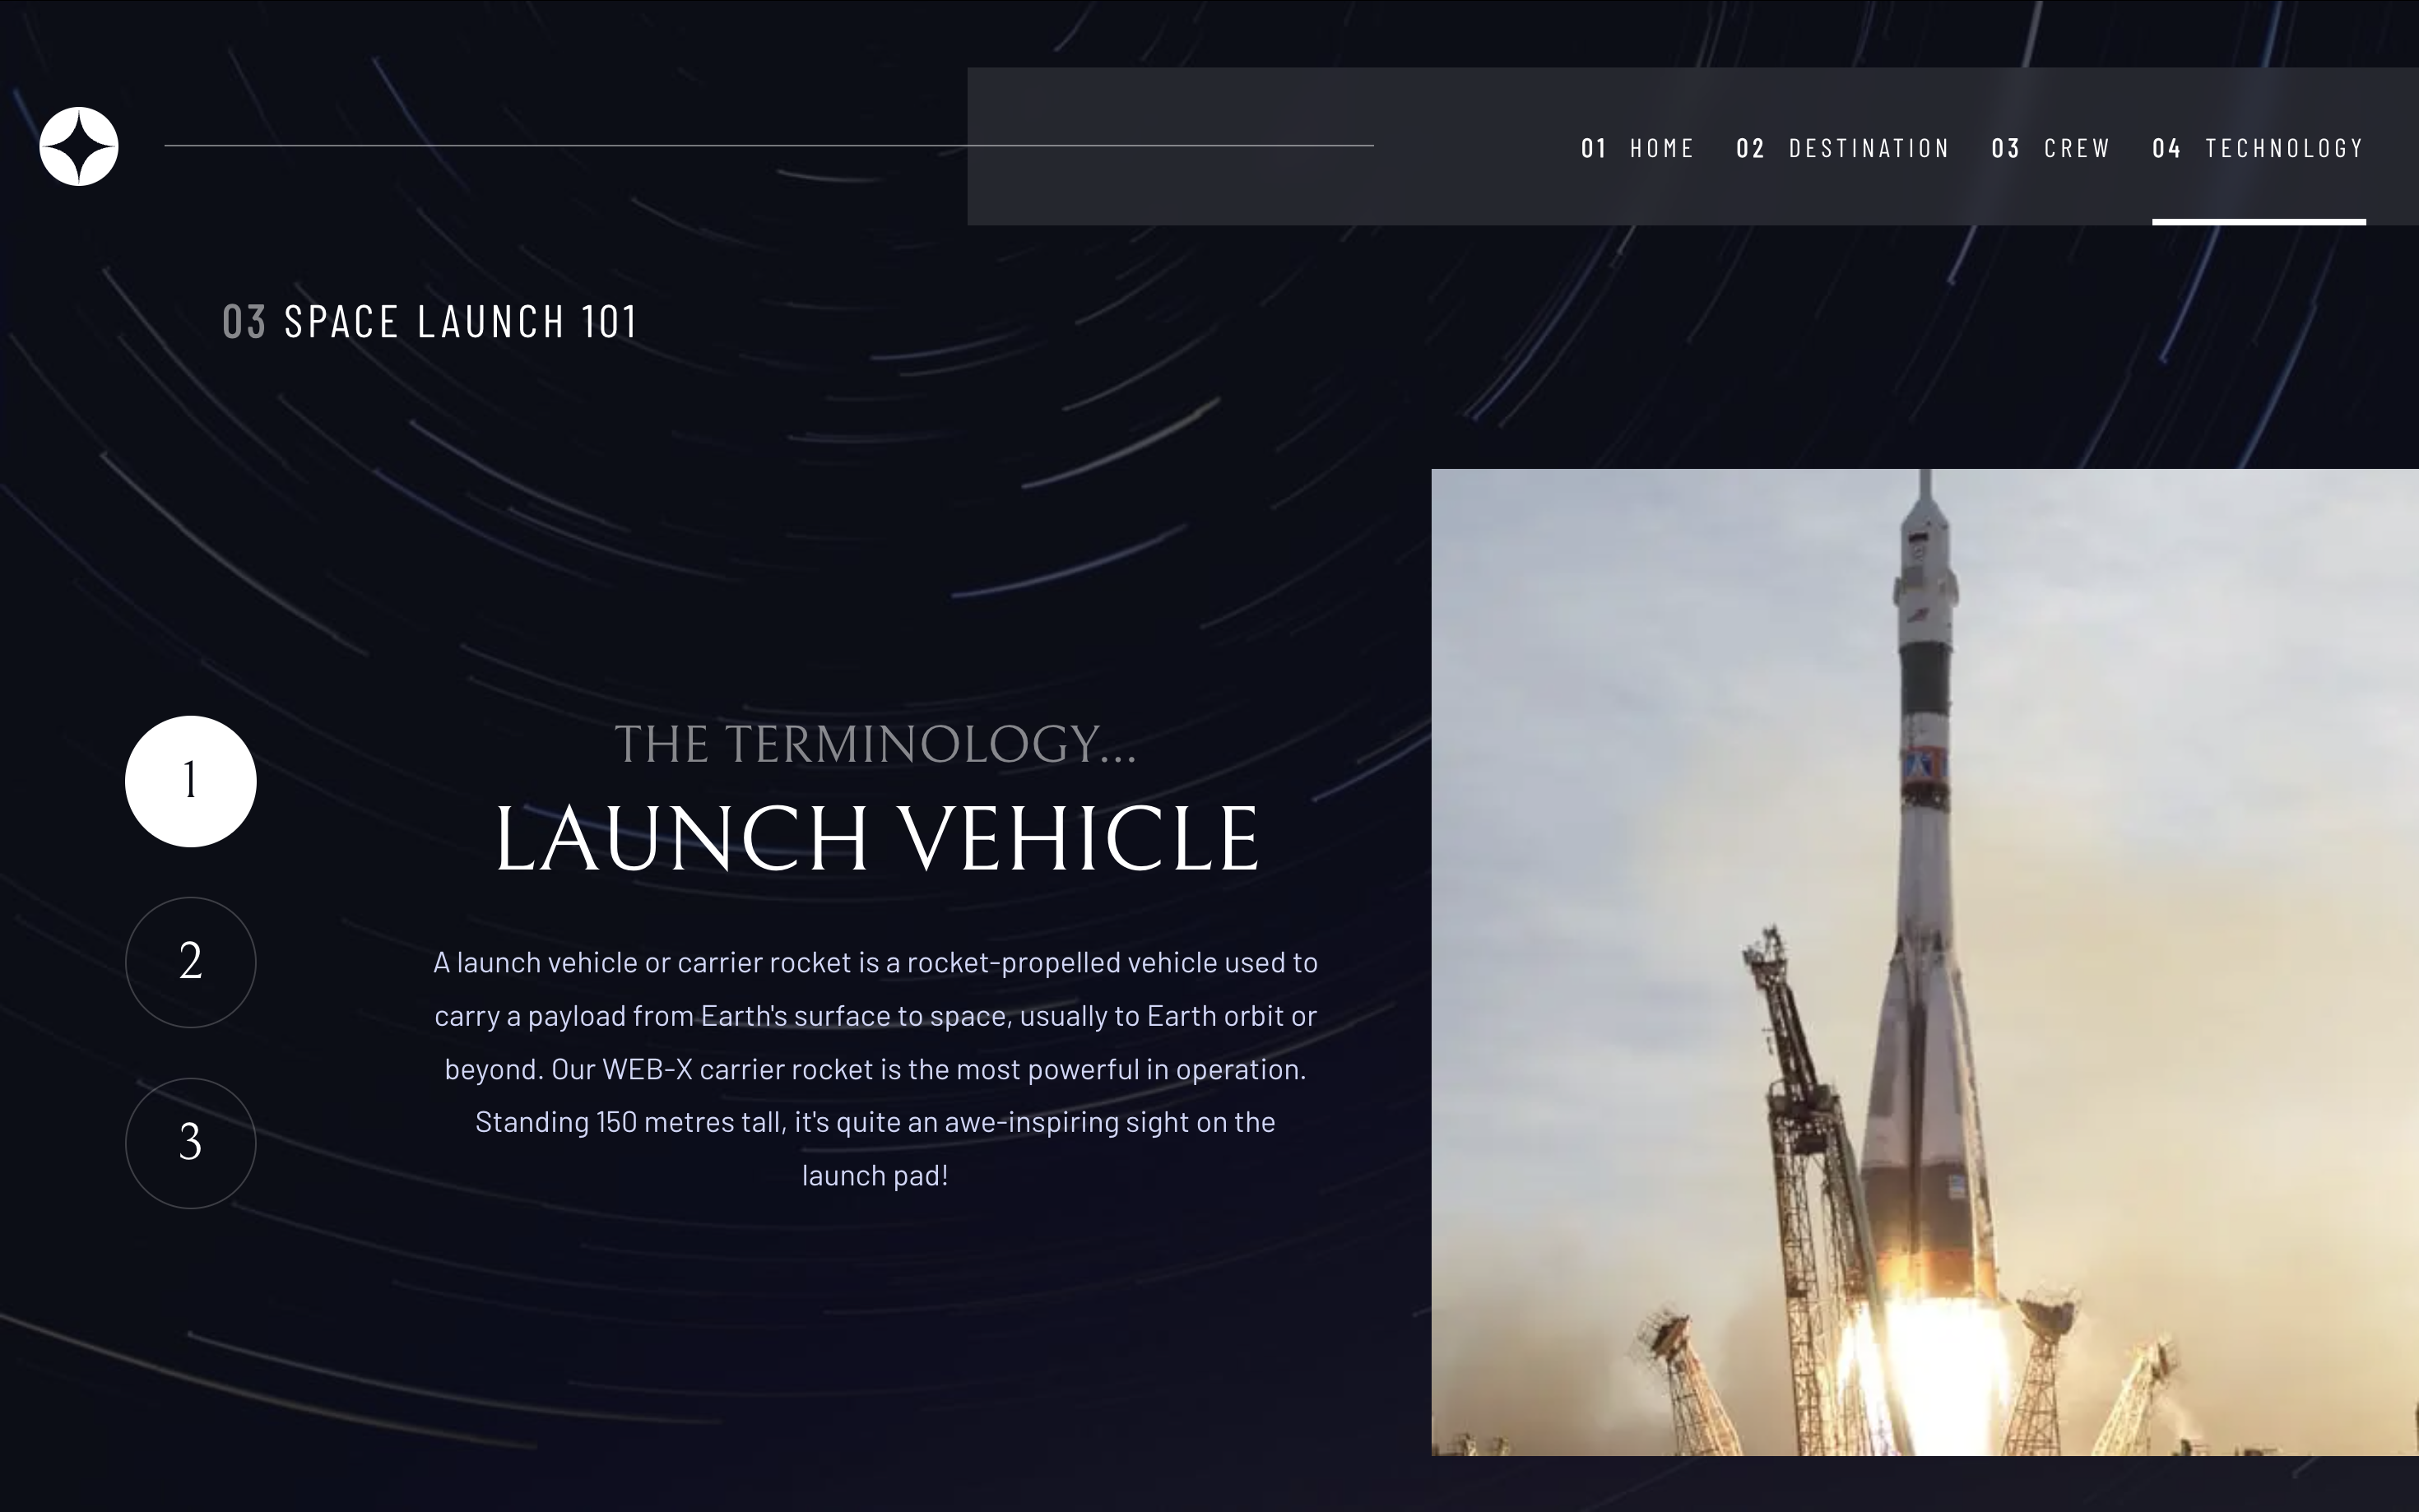 01 HOME 02 DESTINATION 03 CREW 04 TECHNOLOGY
03 SPACE LAUNCH 101
THE TERMINOLOGY...
LAUNCH VEHICLE
1
2
3
A launch vehicle or carrier rocket is a rocket-propelled vehicle used to
carry a payload from Earth's surface to space, usually to Earth orbit or
beyond. Our WEB-X carrier rocket is the most powerful in operation.
Standing 150 metres tall, it's quite an awe-inspiring sight on the
launch pad!